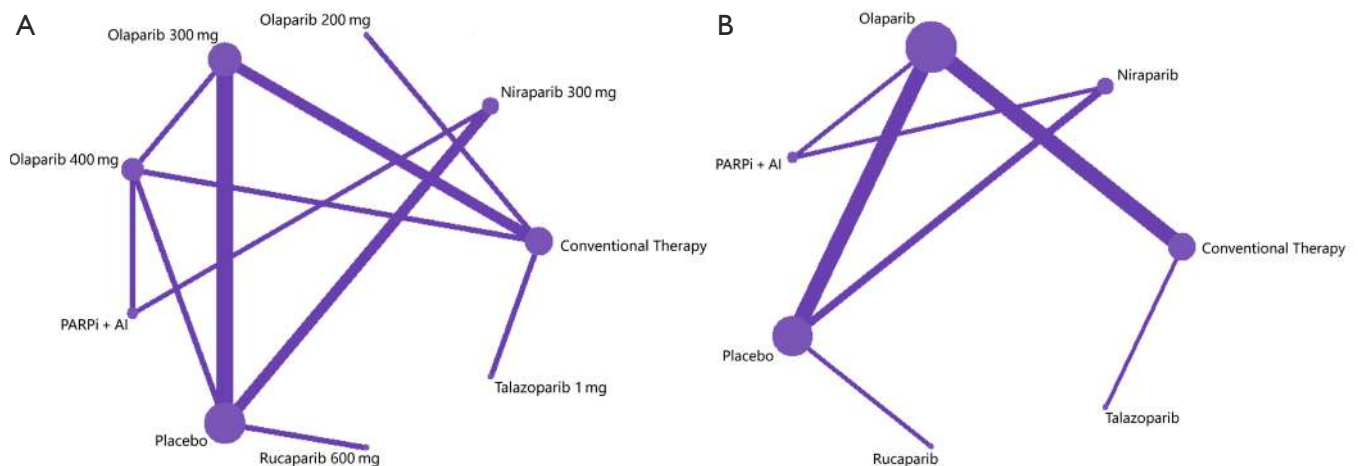 A
Olaparib 200 mg
Olaparib 300 mg
Niraparib 300 mg
Olaparib 400 mg
Conventional Therapy
PARPi + AI
Talazoparib 1 mg
Placebo
Rucaparib 600 mg
B
Olaparib
Niraparib
PARPi + AI
Conventional Therapy
Placebo
Talazoparib
Rucaparib